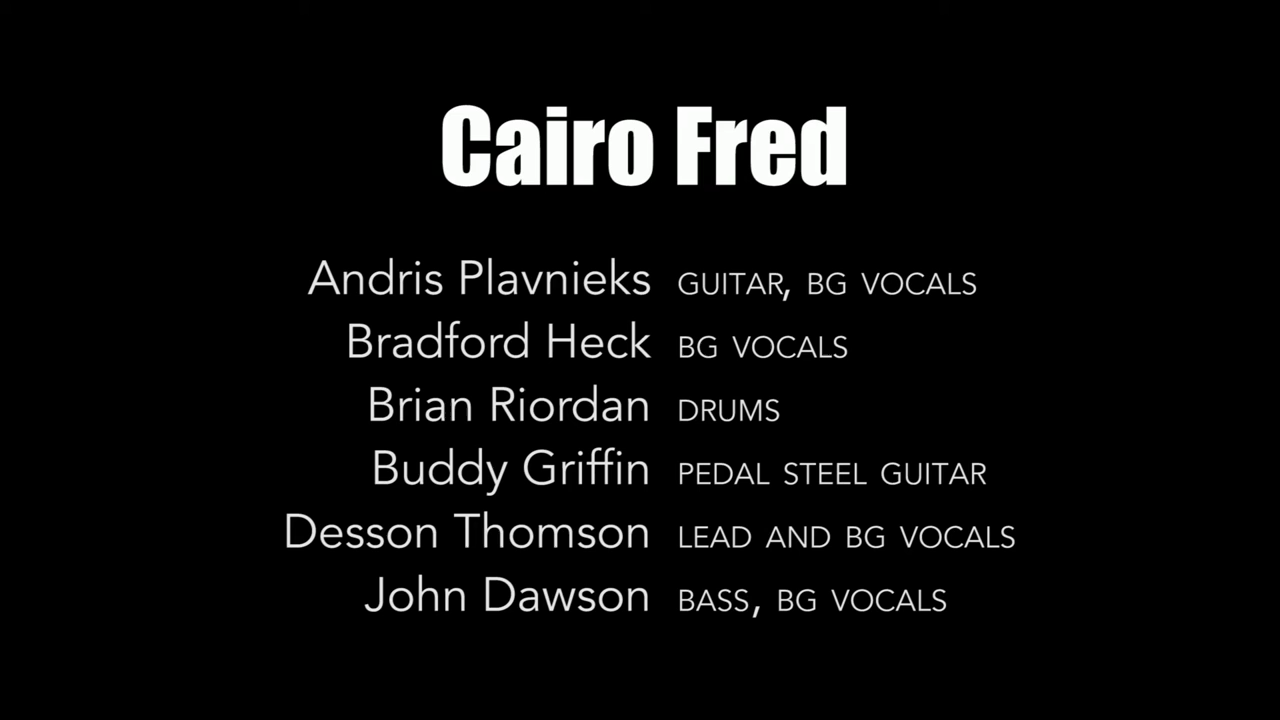 Cairo Fred
Andris Plavnieks GUITAR, BG VOCALS
Bradford Heck BG VOCALS
Brian Riordan DRUMS
Buddy Griffin PEDAL STEEL GUITAR
Desson Thomson LEAD AND BG VOCALS
John Dawson BASS, BG VOCALS